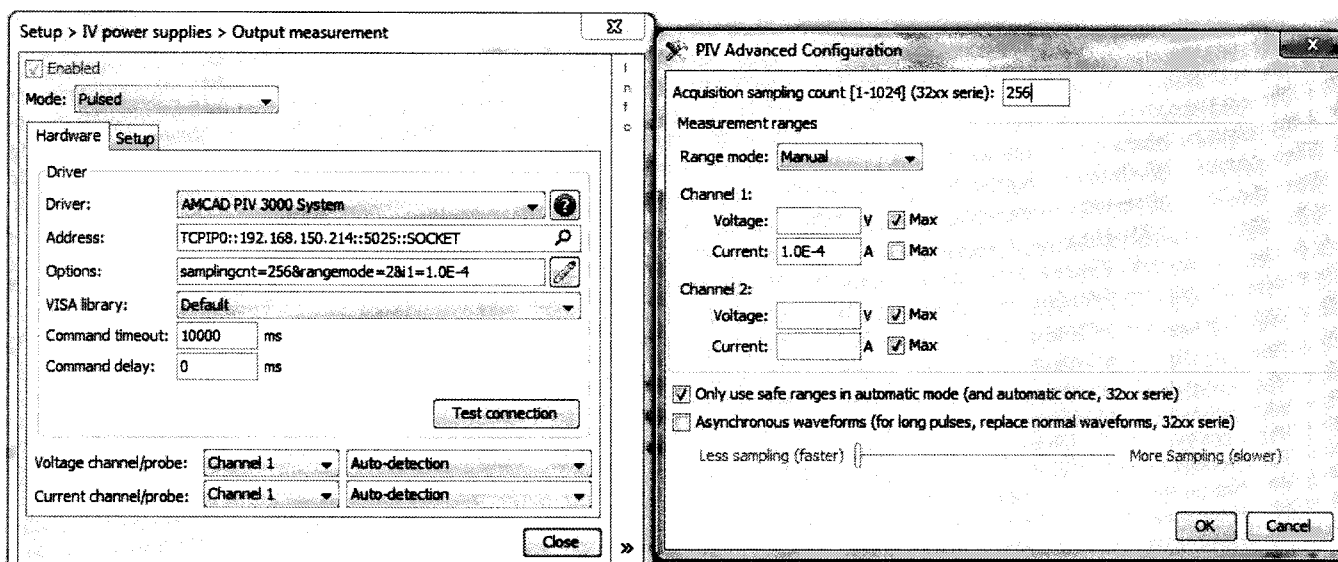 Setup > IV power supplies > Output measurement
Enabled
Mode: Pulsed
Hardware Setup
Driver
Driver: AMCAD PIV 3000 System
Address: TCPIP0::192.168.150.214::5025::SOCKET
Options: samplingcnt=256&rangemode=2&i1=1.0E-4
VISA library: Default
Command timeout: 10000 ms
Command delay: 0 ms
Test connection
Voltage channel/probe: Channel 1 Auto-detection
Current channel/probe: Channel 1 Auto-detection
Close »
I
n
f
o
PIV Advanced Configuration
Acquisition sampling count [1-1024] (32xx serie): 256
Measurement ranges
Range mode: Manual
Channel 1:
Voltage: V Max
Current: 1.0E-4 A Max
Channel 2:
Voltage: V Max
Current: A Max
Only use safe ranges in automatic mode (and automatic once, 32xx serie)
Asynchronous waveforms (for long pulses, replace normal waveforms, 32xx serie)
Less sampling (faster) More Sampling (slower)
OK Cancel